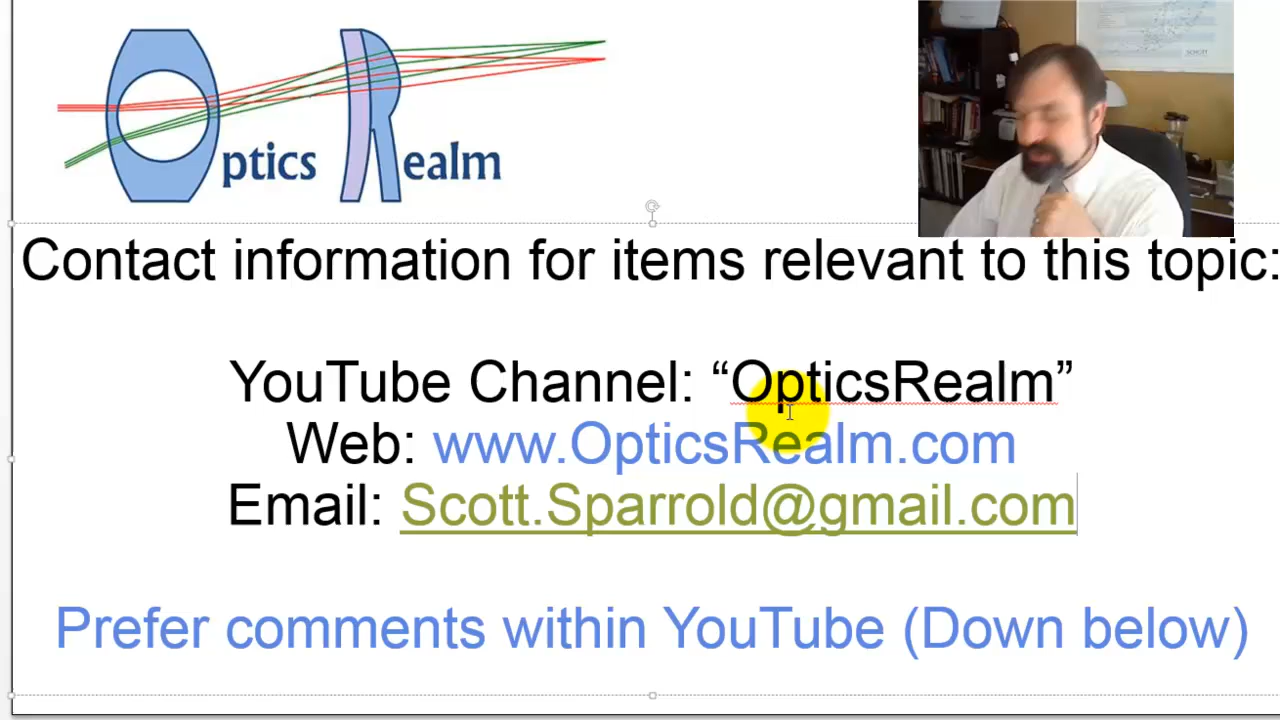 Optics Realm
SCHOTT
Contact information for items relevant to this topic:
YouTube Channel: “OpticsRealm”
Web: www.OpticsRealm.com
Email: Scott.Sparrold@gmail.com
Prefer comments within YouTube (Down below)